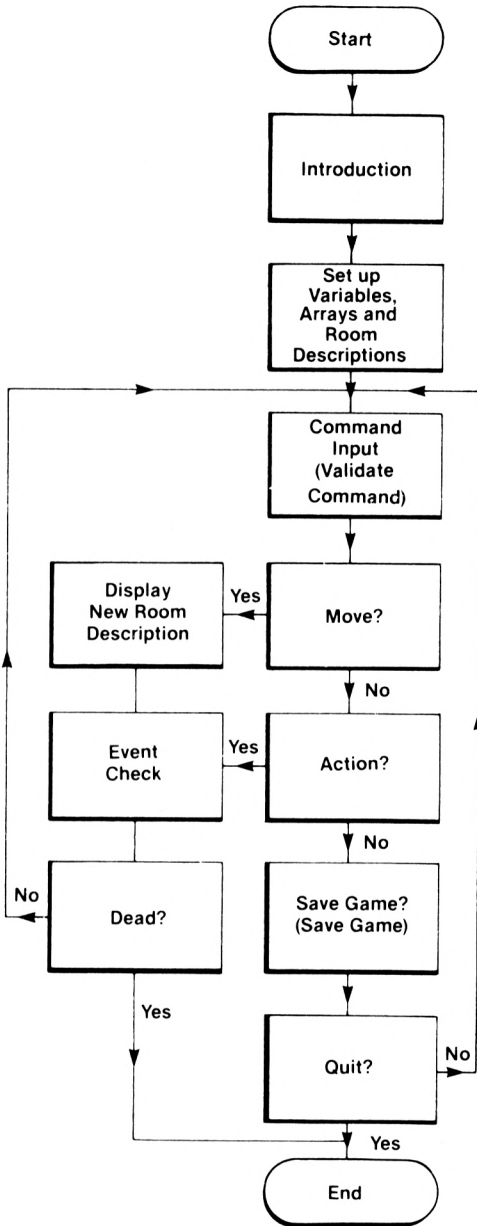 Start
Introduction
Set up
Variables,
Arrays and
Room
Descriptions
Command
Input
(Validate
Command)
Display
New Room
Description
Yes
Move?
No
Event
Check
Yes
Action?
No
No
Dead?
Save Game?
(Save Game)
Yes
Quit?
No
Yes
End